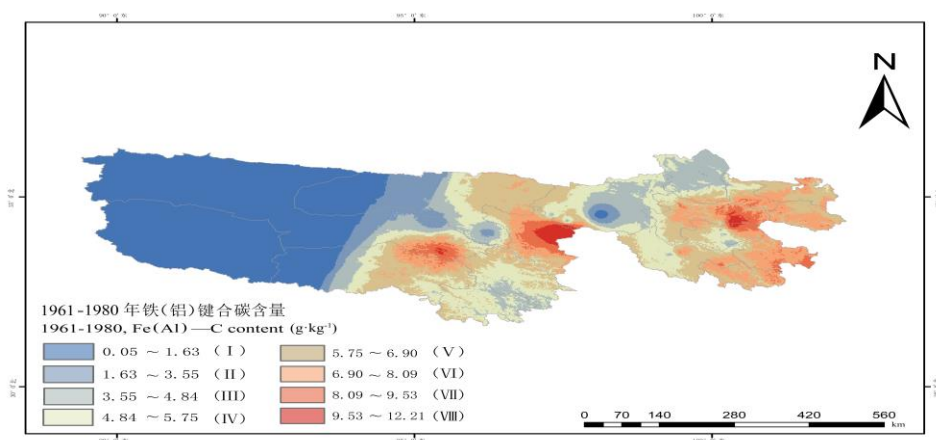 N
1961-1980 年铁(铝)键合碳含量
1961-1980, Fe(Al)—C content (g·kg⁻¹)
0.05 ~ 1.63 (Ⅰ)
1.63 ~ 3.55 (Ⅱ)
3.55 ~ 4.84 (Ⅲ)
4.84 ~ 5.75 (Ⅳ)
5.75 ~ 6.90 (Ⅴ)
6.90 ~ 8.09 (Ⅵ)
8.09 ~ 9.53 (Ⅶ)
9.53 ~ 12.21 (Ⅷ)
0 70 140 280 420 560
km